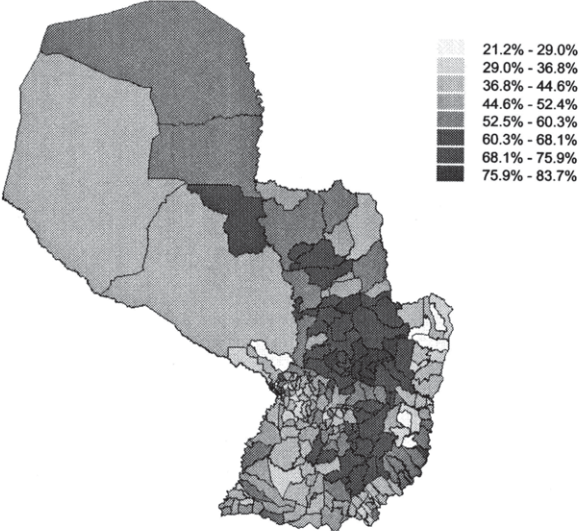 21.2% - 29.0%
29.0% - 36.8%
36.8% - 44.6%
44.6% - 52.4%
52.5% - 60.3%
60.3% - 68.1%
68.1% - 75.9%
75.9% - 83.7%